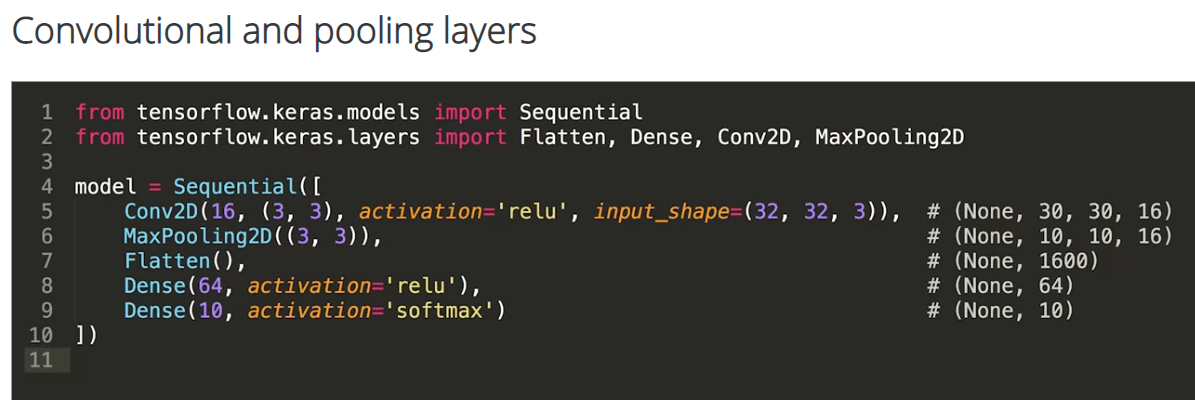 Convolutional and pooling layers
1 from tensorflow.keras.models import Sequential
2 from tensorflow.keras.layers import Flatten, Dense, Conv2D, MaxPooling2D
3
4 model = Sequential([
5     Conv2D(16, (3, 3), activation='relu', input_shape=(32, 32, 3)),  # (None, 30, 30, 16)
6     MaxPooling2D((3, 3)),                                            # (None, 10, 10, 16)
7     Flatten(),                                                       # (None, 1600)
8     Dense(64, activation='relu'),                                    # (None, 64)
9     Dense(10, activation='softmax')                                  # (None, 10)
10 ])
11